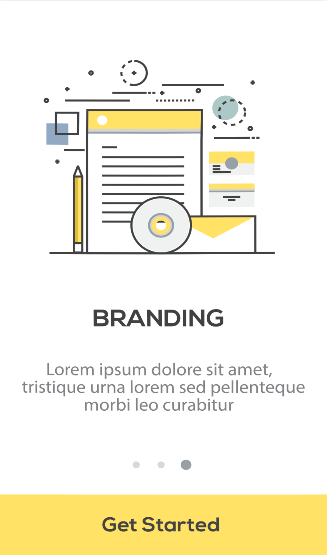 BRANDING
Lorem ipsum dolore sit amet,
tristique urna lorem sed pellenteque
morbi leo curabitur
Get Started